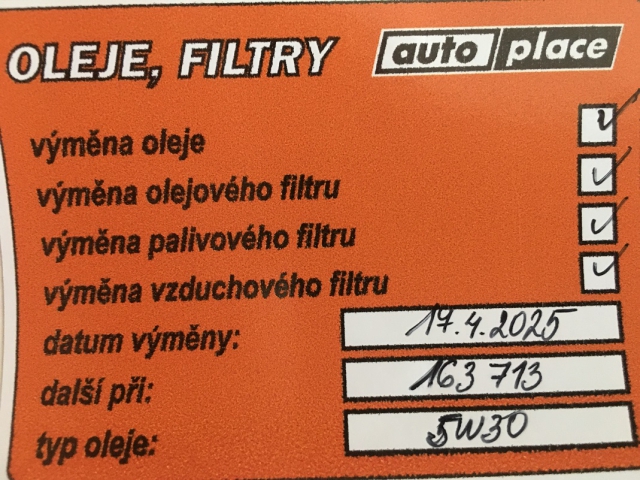 OLEJE, FILTRY auto place
výměna oleje
výměna olejového filtru
výměna palivového filtru
výměna vzduchového filtru
datum výměny: 17.4.2025
další při: 163 713
typ oleje: 5W30